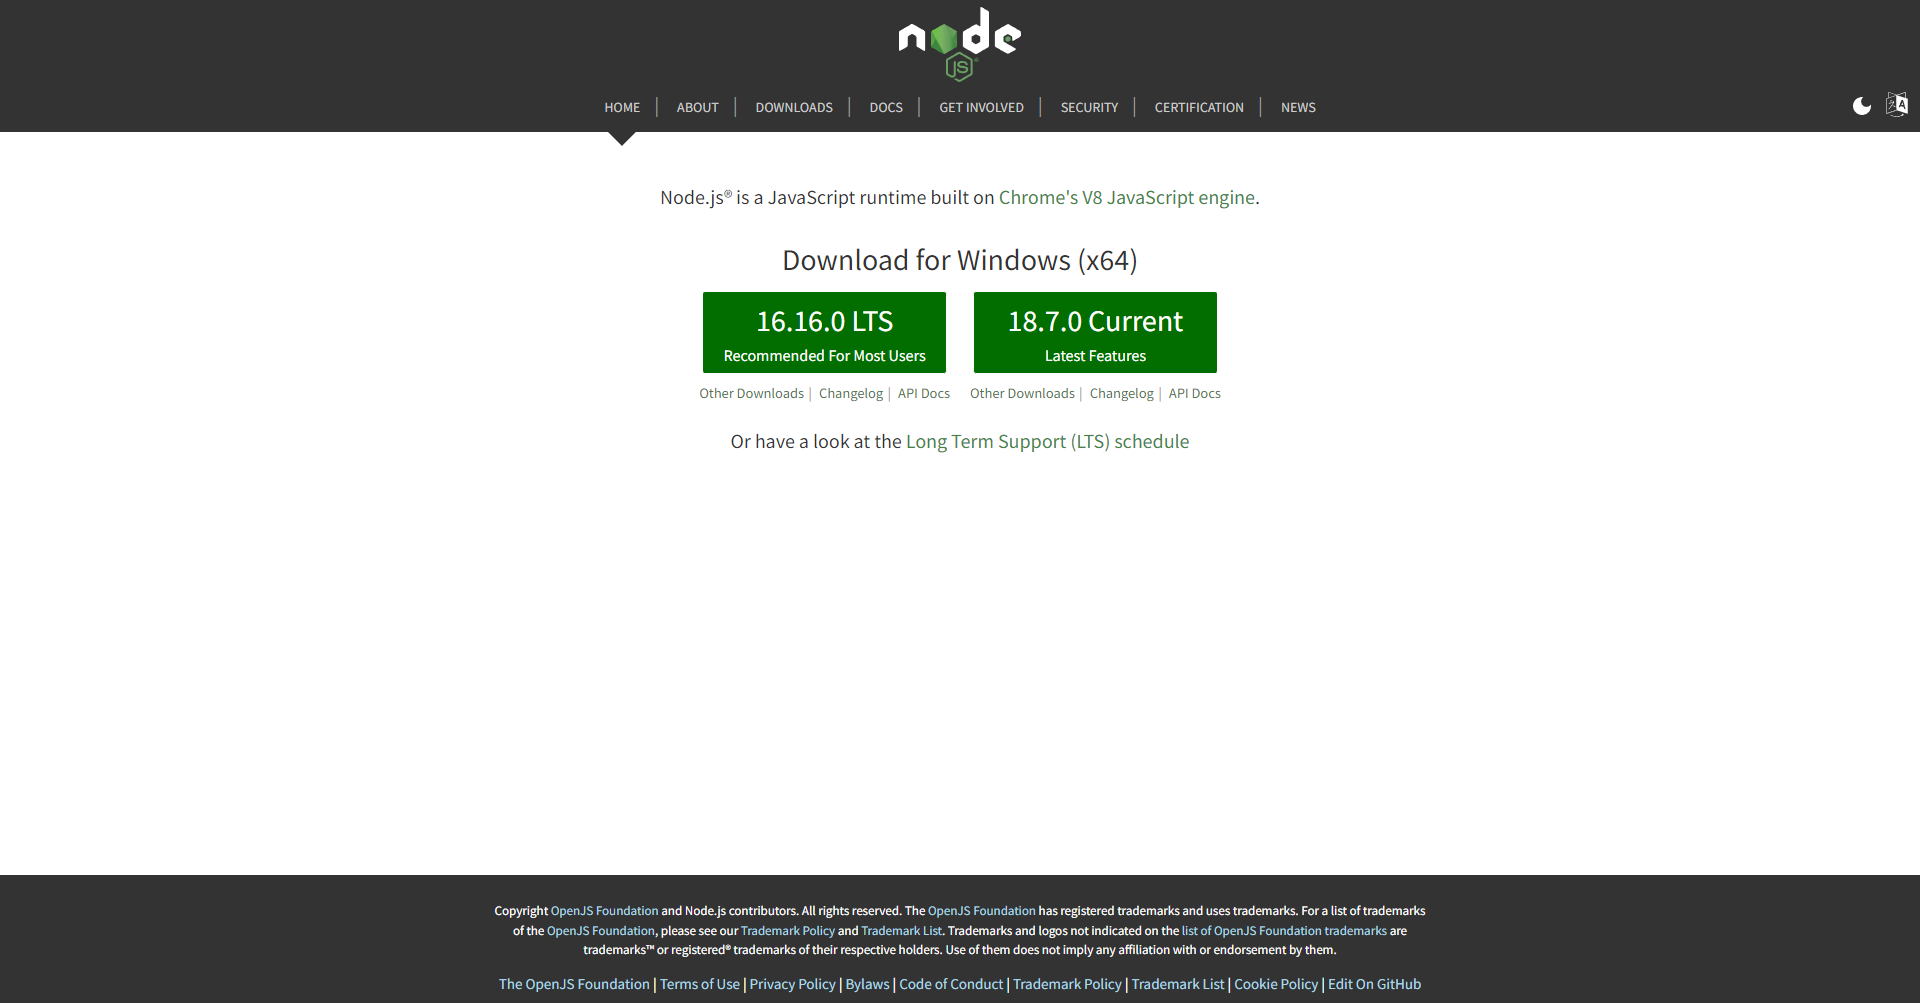 node
JS
HOME | ABOUT | DOWNLOADS | DOCS | GET INVOLVED | SECURITY | CERTIFICATION | NEWS
A
Node.js® is a JavaScript runtime built on Chrome's V8 JavaScript engine.
Download for Windows (x64)
16.16.0 LTS
Recommended For Most Users
18.7.0 Current
Latest Features
Other Downloads | Changelog | API Docs
Other Downloads | Changelog | API Docs
Or have a look at the Long Term Support (LTS) schedule
Copyright OpenJS Foundation and Node.js contributors. All rights reserved. The OpenJS Foundation has registered trademarks and uses trademarks. For a list of trademarks
of the OpenJS Foundation, please see our Trademark Policy and Trademark List. Trademarks and logos not indicated on the list of OpenJS Foundation trademarks are
trademarks™ or registered® trademarks of their respective holders. Use of them does not imply any affiliation with or endorsement by them.
The OpenJS Foundation | Terms of Use | Privacy Policy | Bylaws | Code of Conduct | Trademark Policy | Trademark List | Cookie Policy | Edit On GitHub